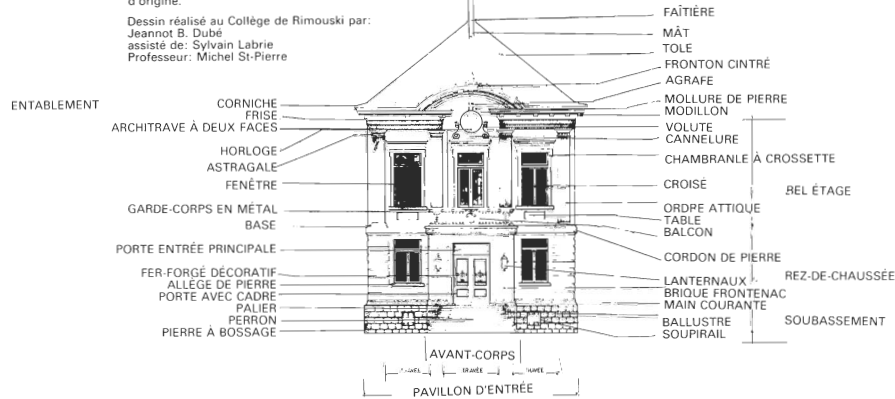 d'origine.
Dessin réalisé au Collège de Rimouski par:
Jeannot B. Dubé
assisté de: Sylvain Labrie
Professeur: Michel St-Pierre
ENTABLEMENT
CORNICHE
FRISE
ARCHITRAVE À DEUX FACES
HORLOGE
ASTRAGALE
FENÊTRE
GARDE-CORPS EN MÉTAL
BASE
PORTE ENTRÉE PRINCIPALE
FER-FORGÉ DÉCORATIF
ALLÈGE DE PIERRE
PORTE AVEC CADRE
PALIER
PERRON
PIERRE À BOSSAGE
FAÎTIÈRE
MÂT
TOLE
FRONTON CINTRÉ
AGRAFE
MOLLURE DE PIERRE
MODILLON
VOLUTE
CANNELURE
CHAMBRANLE À CROSSETTE
CROISÉ
ORDRE ATTIQUE
TABLE
BALCON
CORDON DE PIERRE
LANTERNAUX
BRIQUE FRONTENAC
MAIN COURANTE
BALLUSTRE
SOUPIRAIL
BEL ÉTAGE
REZ-DE-CHAUSSÉE
SOUBASSEMENT
AVANT-CORPS
TRAVÉE
PAVILLON D'ENTRÉE